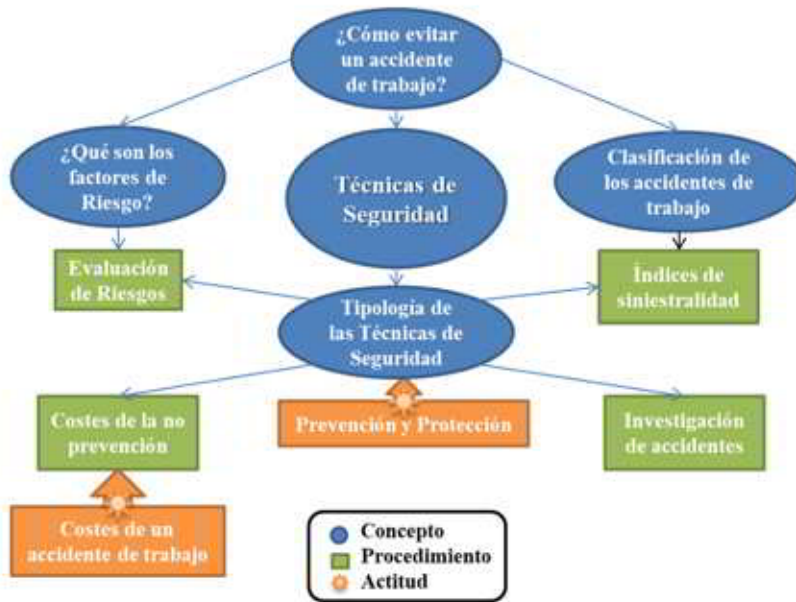 ¿Cómo evitar
un accidente
de trabajo?
¿Qué son los
factores de
Riesgo?
Técnicas de
Seguridad
Clasificación de
los accidentes de
trabajo
Evaluación
de Riesgos
Índices de
siniestralidad
Tipología de
las Técnicas de
Seguridad
Costes de la no
prevención
Prevención y Protección
Investigación
de accidentes
Costes de un
accidente de trabajo
Concepto
Procedimiento
Actitud